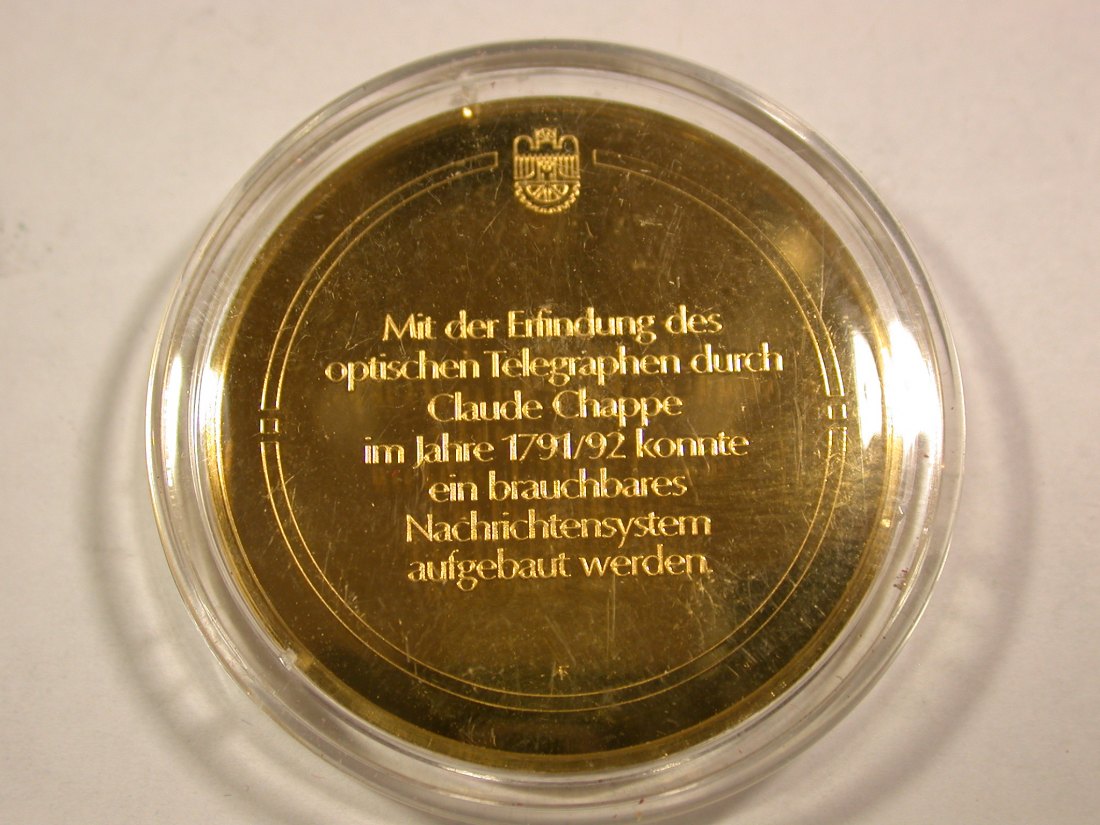 Mit der Erfindung des
optischen Telegraphen durch
Claude Chappe
im Jahre 1791/92 konnte
ein brauchbares
Nachrichtensystem
aufgebaut werden.